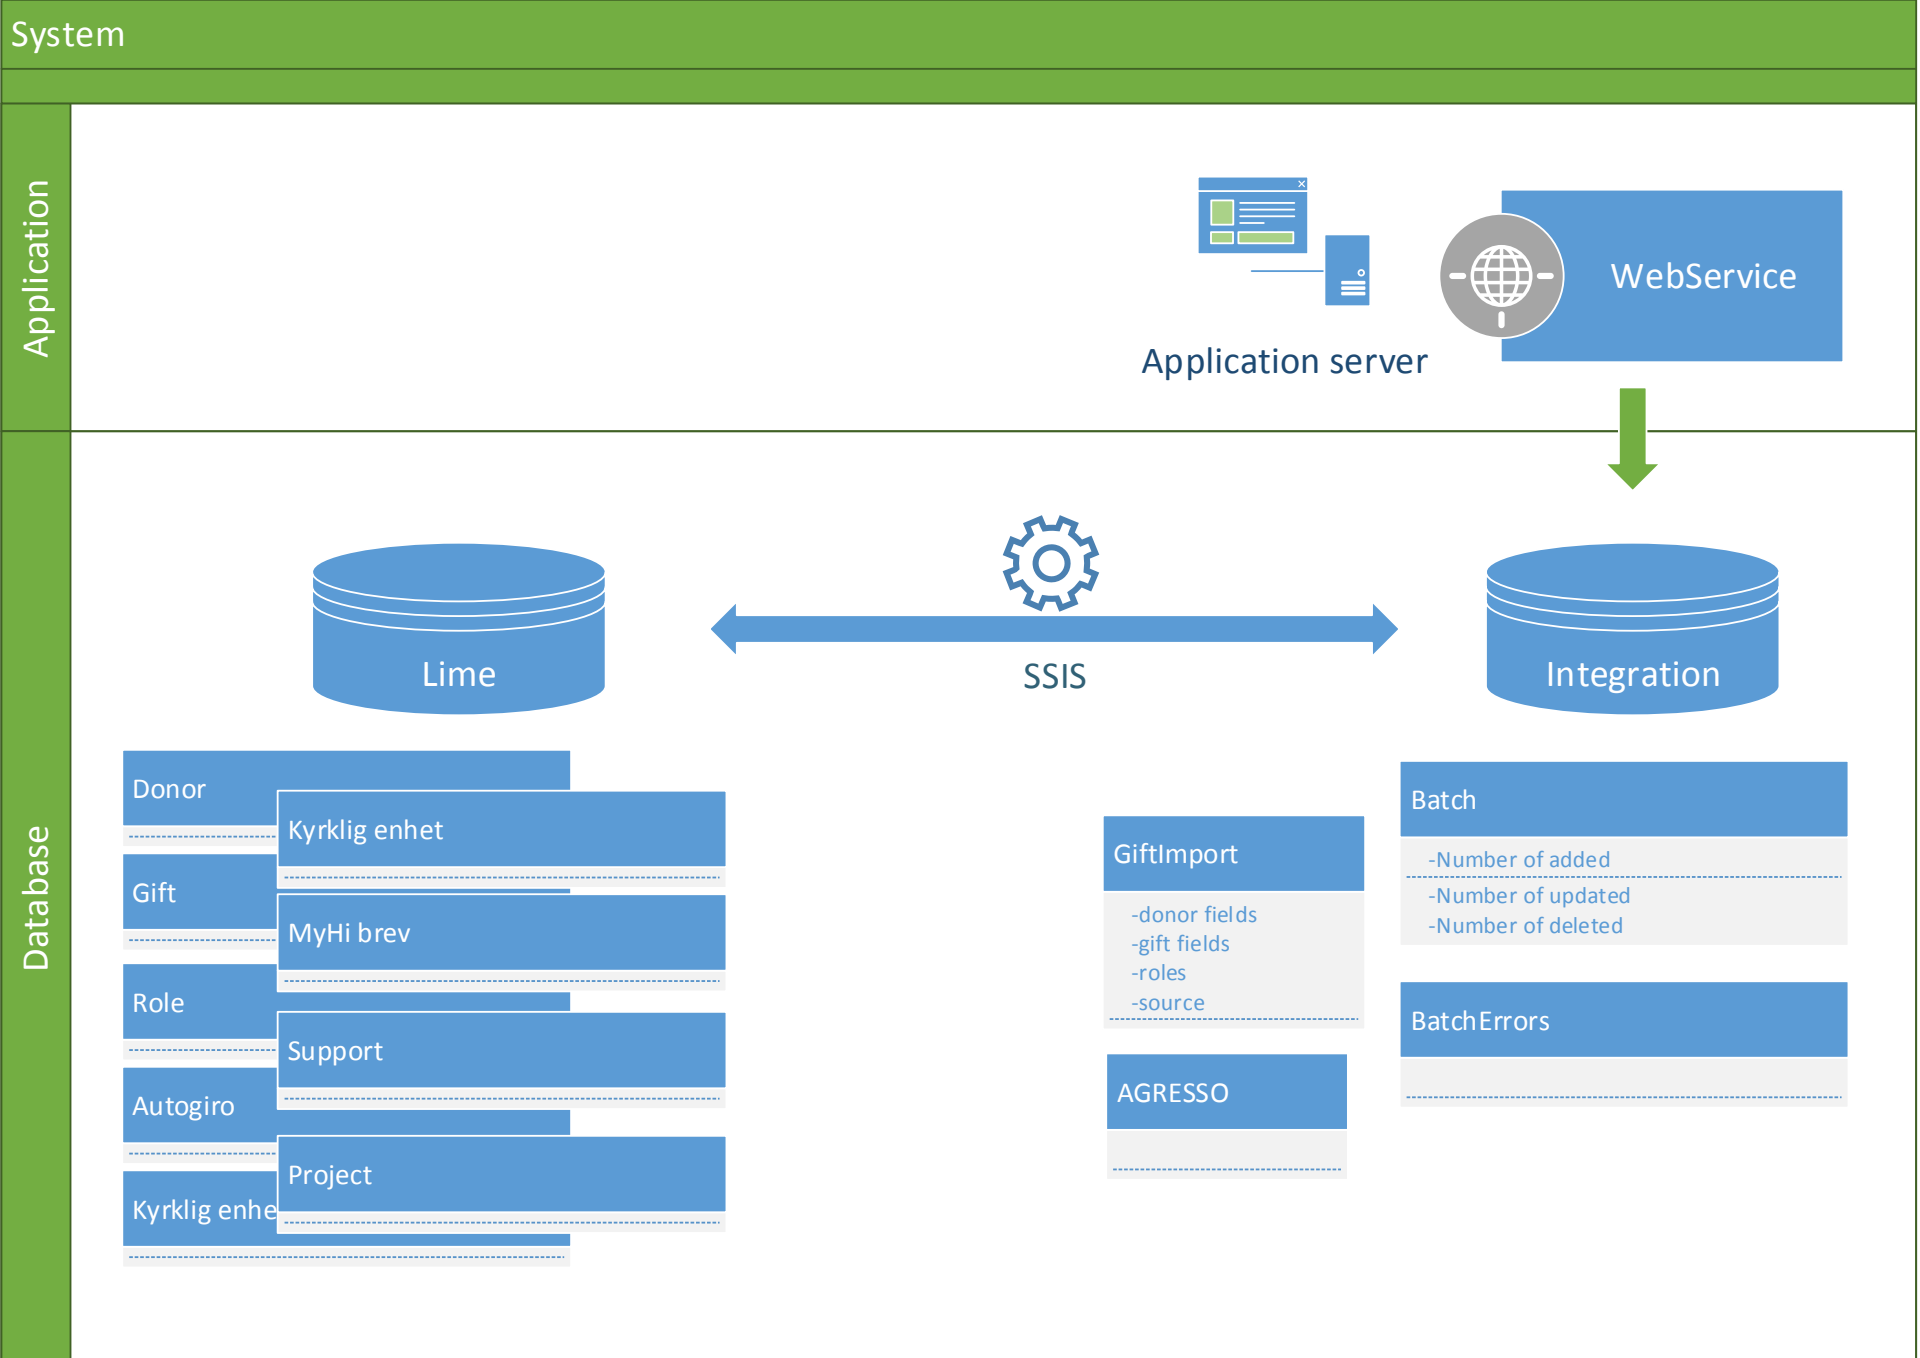 System
Application
Application server
WebService
Database
Lime
SSIS
Integration
Donor
Kyrklig enhet
Gift
MyHi brev
Role
Support
Autogiro
Project
Kyrklig enhe
GiftImport
-donor fields
-gift fields
-roles
-source
AGRESSO
Batch
-Number of added
-Number of updated
-Number of deleted
BatchErrors